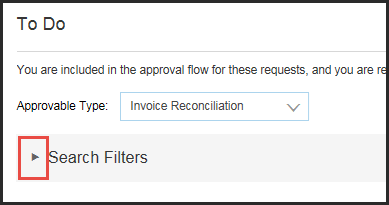 To Do
You are included in the approval flow for these requests, and you are re
Approvable Type: Invoice Reconciliation
Search Filters